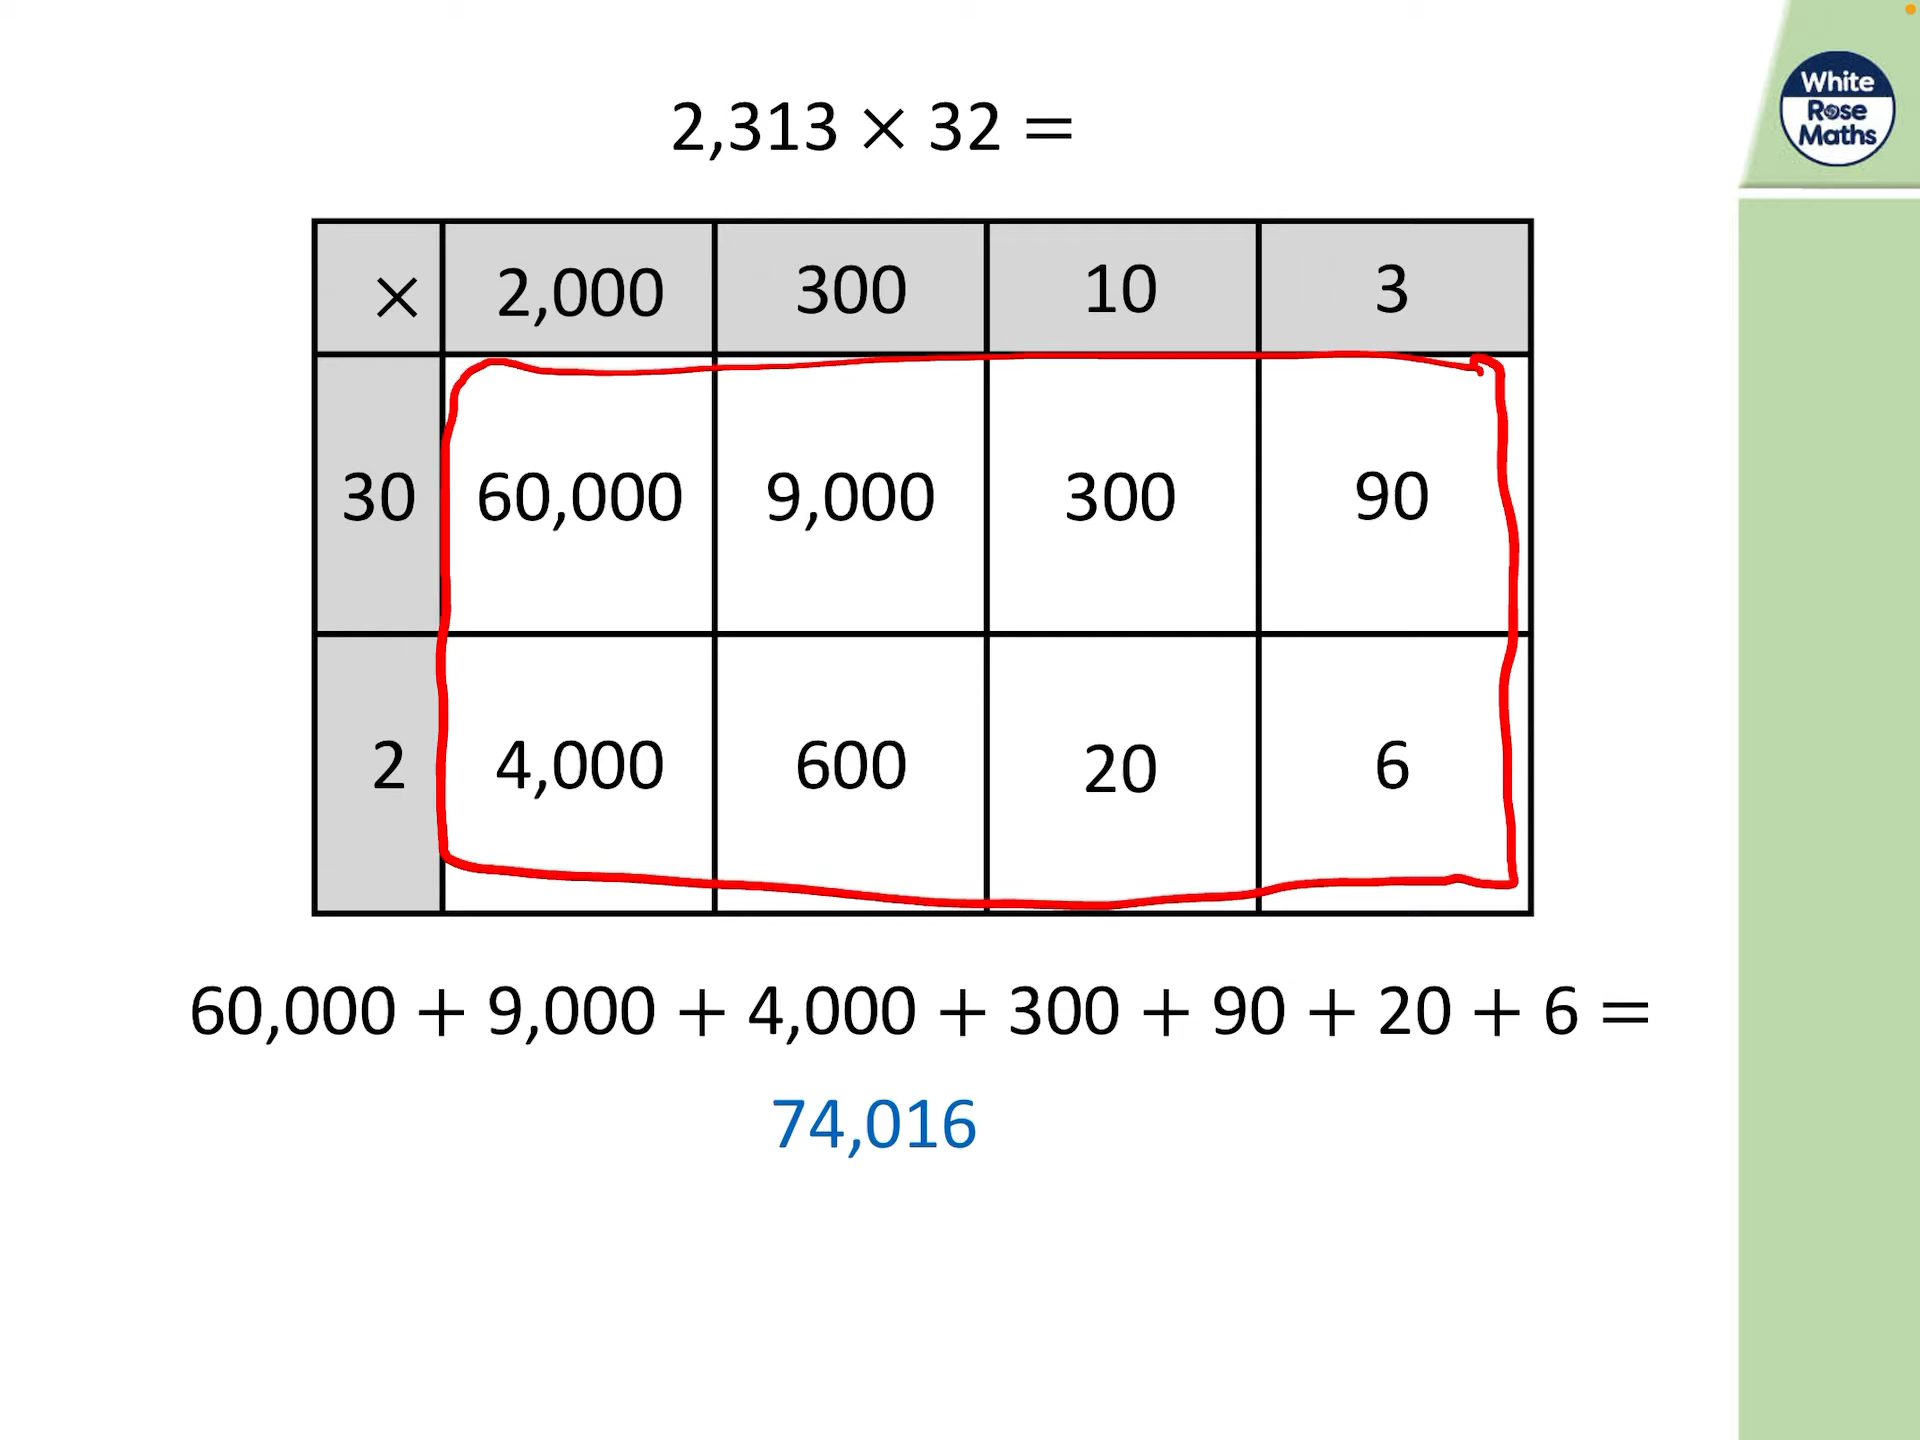 White
Rose
Maths
2,313 × 32 =
× 2,000 300 10 3
30 60,000 9,000 300 90
2 4,000 600 20 6
60,000 + 9,000 + 4,000 + 300 + 90 + 20 + 6 =
74,016